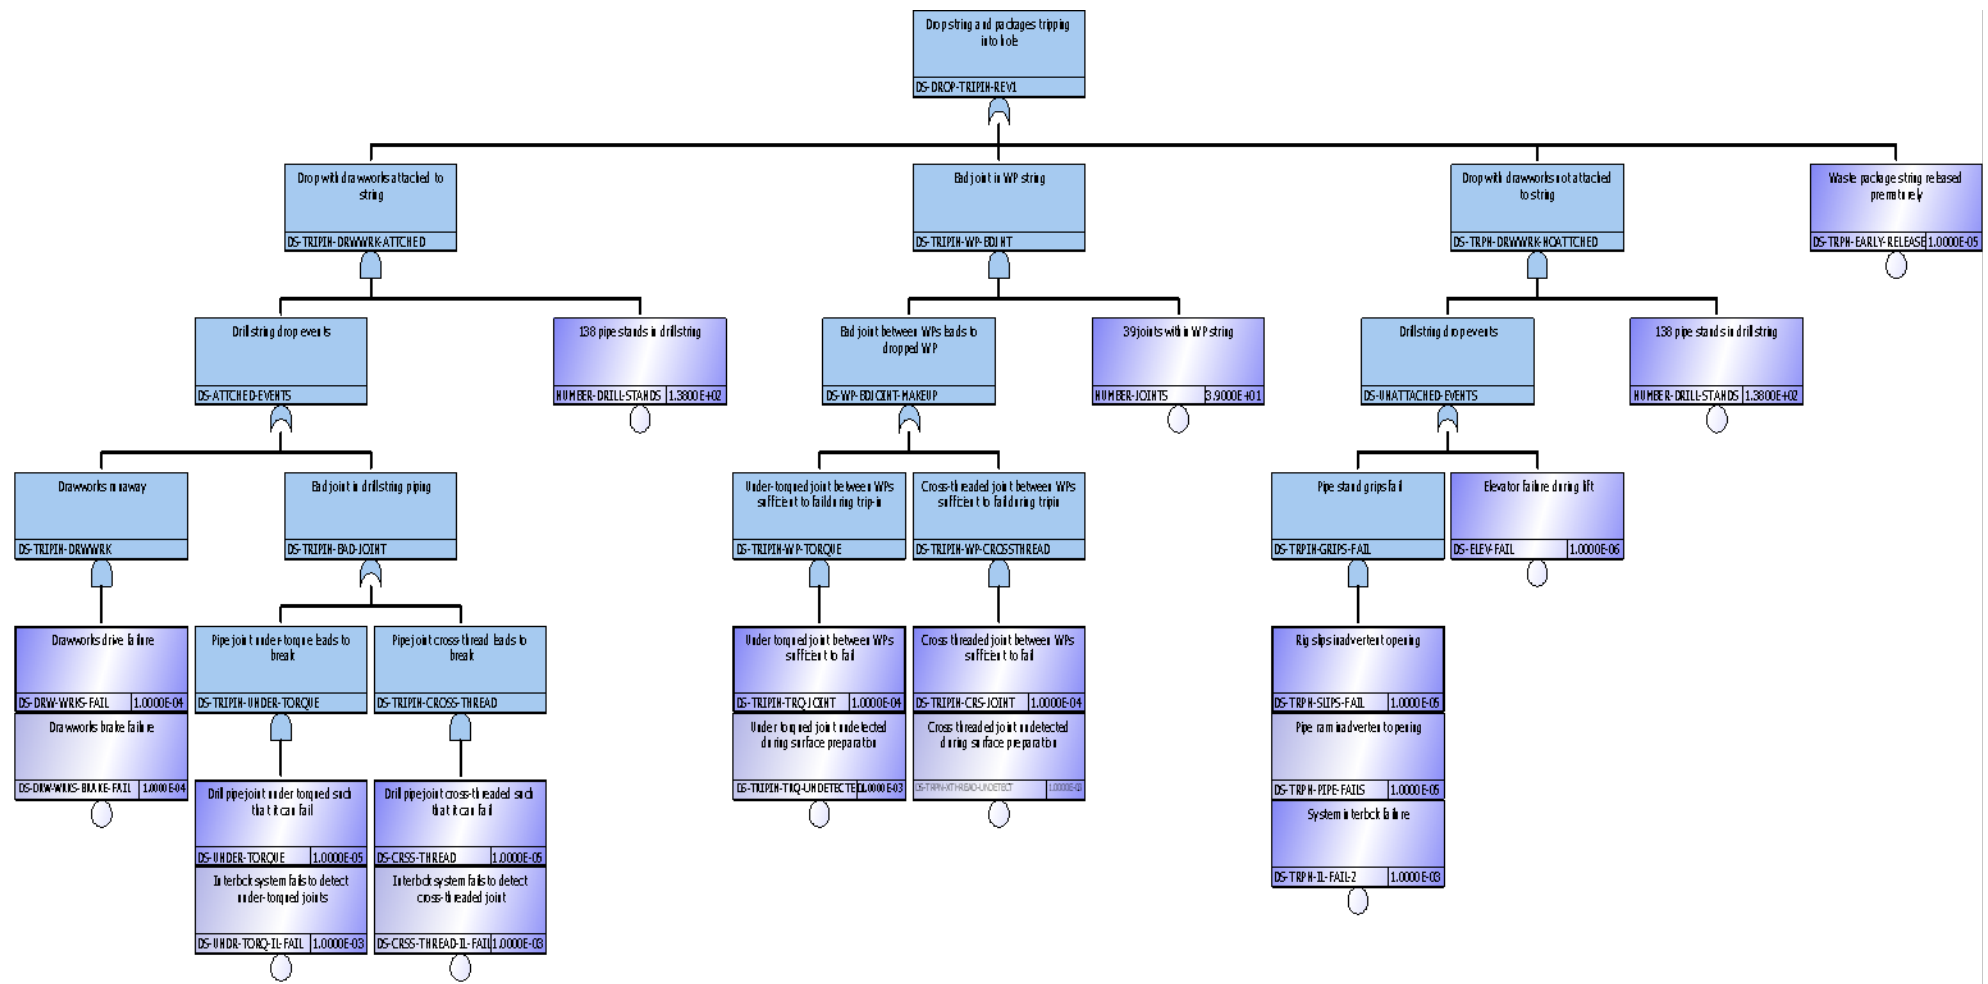 Drop string and packages tripping
into hole
DS-DROP-TRIPIN-REV1
Drop with drawworks attached to
string
DS-TRIPIN-DRWWRK-ATTCHED
Bad joint in WP string
DS-TRIPIN-WP-BDJNT
Drop with drawworks not attached
to string
DS-TRPN-DRWWRK-NOATTCHED
Waste package string released
prematurely
DS-TRPN-EARLY-RELEASE 1.0000E-05
Drill string drop events
DS-ATTCHED-EVENTS
138 pipe stands in drillstring
NUMBER-DRILL-STANDS 1.3800E+02
Bad joint between WPs leads to
dropped WP
DS-WP-BDJOINT-MAKEUP
39 joints within WP string
NUMBER-JOINTS 3.9000E+01
Drillstring drop events
DS-UNATTACHED-EVENTS
138 pipe stands in drillstring
NUMBER-DRILL-STANDS 1.3800E+02
Drawworks runaway
DS-TRIPIN-DRWWRK
Bad joint in drillstring piping
DS-TRIPIN-BAD-JOINT
Under-torqued joint between WPs
sufficient to fail during trip-in
DS-TRIPIN-WP-TORQUE
Cross-threaded joint between WPs
sufficient to fail during tripin
DS-TRIPIN-WP-CROSSTHREAD
Pipe stand grips fail
DS-TRPIN-GRIPS-FAIL
Elevator failure during lift
DS-ELEV-FAIL 1.0000E-06
Drawworks drive failure
DS-DRW-WRKS-FAIL 1.0000E-04
Drawworks brake failure
DS-DRW-WRKS-BRAKE-FAIL 1.0000E-04
Pipe joint under-torque leads to
break
DS-TRIPIN-UNDER-TORQUE
Pipe joint cross-thread leads to
break
DS-TRIPIN-CROSS-THREAD
Under torqued joint between WPs
sufficient to fail
DS-TRIPIN-TRQ-JOINT 1.0000E-04
Under torqued joint undetected
during surface preparation
DS-TRIPIN-TRQ-UNDETECTED 1.0000E-03
Cross threaded joint between WPs
sufficient to fail
DS-TRIPIN-CRS-JOINT 1.0000E-04
Cross threaded joint undetected
during surface preparation
DS-TRPN-XTHREAD-UNDETECT
Rig slips inadvertent opening
DS-TRPN-SLIPS-FAIL 1.0000E-05
Pipe ram inadvertent opening
DS-TRPN-PIPE-FAILS 1.0000E-05
System interlock failure
DS-TRPN-IL-FAIL-2 1.0000E-03
Drill pipe joint under torqued such
that it can fail
DS-UNDER-TORQUE 1.0000E-05
Interlock system fails to detect
under-torqued joints
DS-UNDR-TORQ-IL-FAIL 1.0000E-03
Drill pipe joint cross-threaded such
that it can fail
DS-CRSS-THREAD 1.0000E-05
Interlock system fails to detect
cross-threaded joint
DS-CRSS-THREAD-IL-FAIL 1.0000E-03